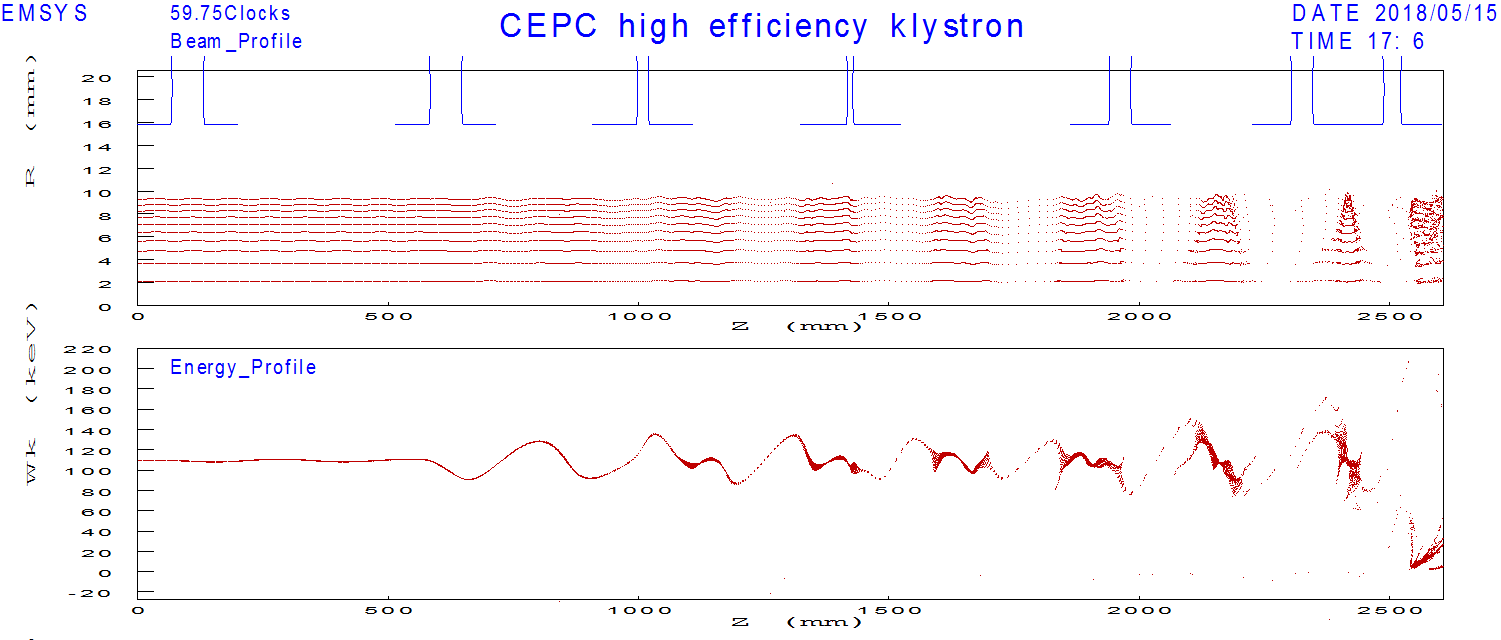 EMSYS
59.75Clocks
Beam_Profile
CEPC high efficiency klystron
DATE 2018/05/15
TIME 17: 6
R (mm)
20
18
16
14
12
10
8
6
4
2
0
0 500 1000 1500 2000 2500
Z (mm)
Wk (keV)
Energy_Profile
220
200
180
160
140
120
100
80
60
40
20
0
-20
0 500 1000 1500 2000 2500
Z (mm)